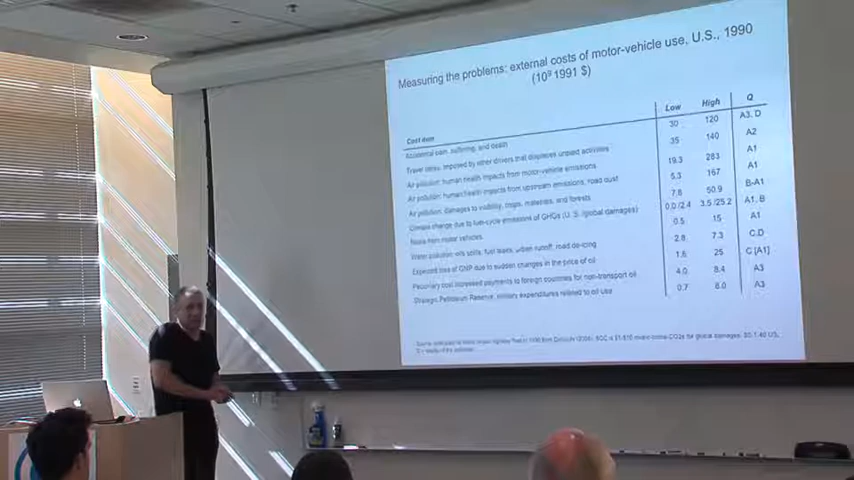 Measuring the problems: external costs of motor-vehicle use, U.S., 1990
(10⁹ 1991 $)
Cost item Low High Q
Accidental pain, suffering, and death 30 120 A3, D
Travel delay, imposed by other drivers that displaces unpaid activities 35 140 A2
Air pollution: human health impacts from motor-vehicle emissions 19.3 283 A1
Air pollution: human health impacts from upstream emissions, road dust 5.3 167 A1
Air pollution, damages to visibility, crops, materials, and forests 7.8 50.9 B-A1
Climate change due to fuel-cycle emissions of GHGs (U.S. /global damages) 0.0/2.4 3.5/25.2 A1, B
Noise from motor vehicles 0.5 15 A1
Water pollution: oils spills, fuel leaks, urban runoff, road de-icing 2.8 7.3 C,D
Expected loss of GNP due to sudden changes in the price of oil 1.8 25 C [A1]
Pecuniary cost increased payments to foreign countries for non-transport oil 4.0 8.4 A3
Strategic Petroleum Reserve, military expenditures related to oil use 0.7 8.0 A3